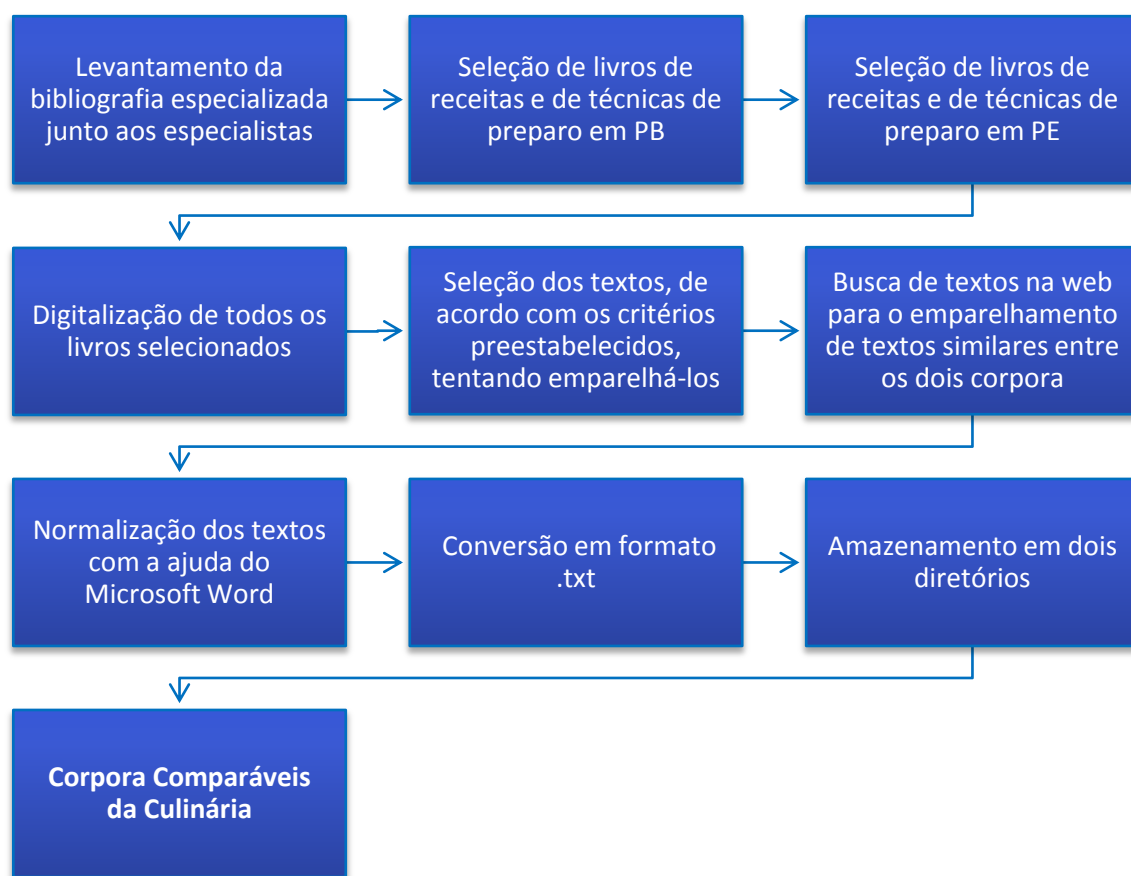 Levantamento da
bibliografia especializada
junto aos especialistas
Seleção de livros de
receitas e de técnicas de
preparo em PB
Seleção de livros de
receitas e de técnicas de
preparo em PE
Digitalização de todos os
livros selecionados
Seleção dos textos, de
acordo com os critérios
preestabelecidos,
tentando emparelhá-los
Busca de textos na web
para o emparelhamento
de textos similares entre
os dois corpora
Normalização dos textos
com a ajuda do
Microsoft Word
Conversão em formato
.txt
Amazenamento em dois
diretórios
Corpora Comparáveis
da Culinária